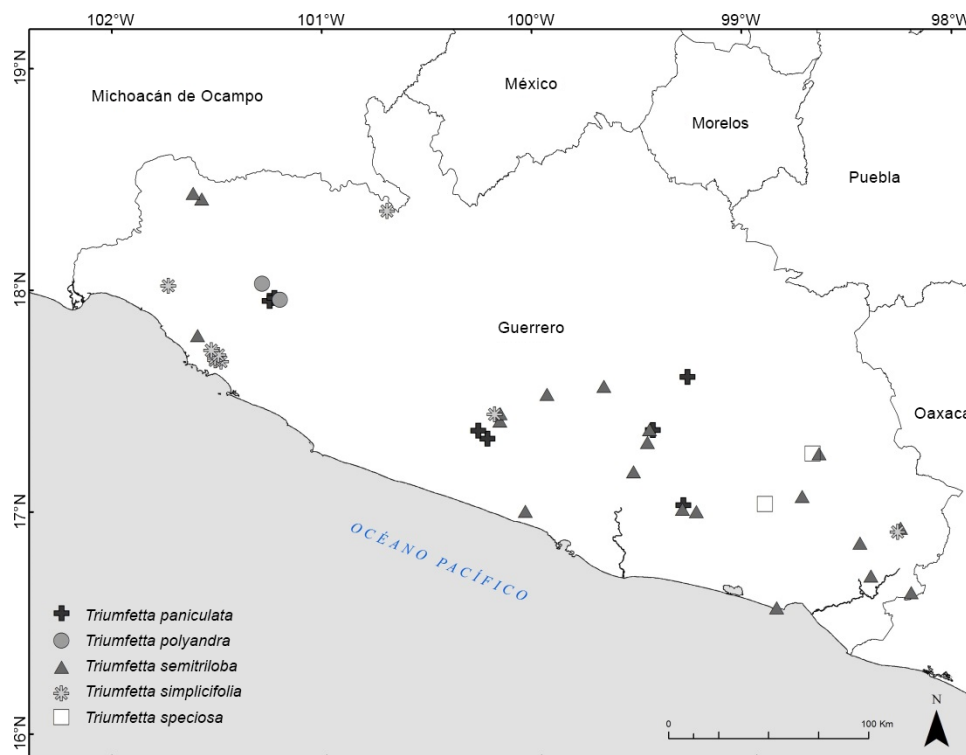 102°W 101°W 100°W 99°W 98°W
19°N
México
Michoacán de Ocampo
Morelos
Puebla
18°N
Guerrero
Oaxaca
17°N
OCÉANO PACÍFICO
Triumfetta paniculata
Triumfetta polyandra
Triumfetta semitriloba
Triumfetta simplicifolia
Triumfetta speciosa
N
0 100 Km
16°N